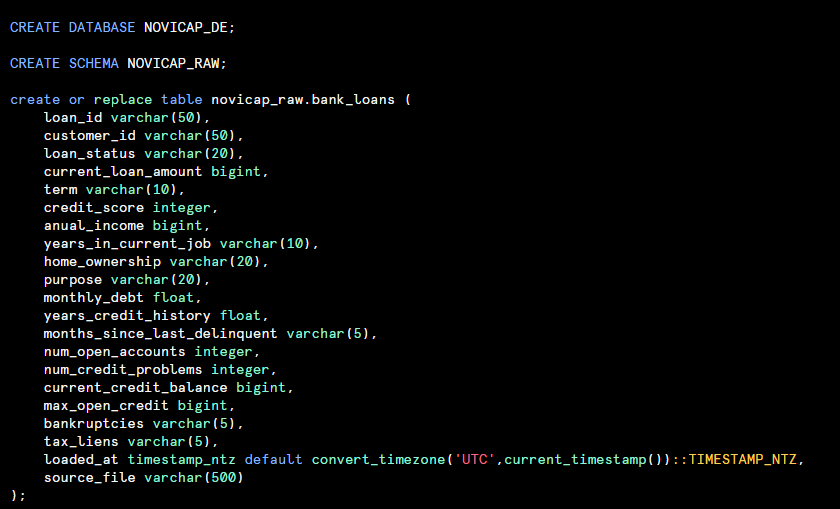 CREATE DATABASE NOVICAP_DE;
CREATE SCHEMA NOVICAP_RAW;
create or replace table novicap_raw.bank_loans (
loan_id varchar(50),
customer_id varchar(50),
loan_status varchar(20),
current_loan_amount bigint,
term varchar(10),
credit_score integer,
anual_income bigint,
years_in_current_job varchar(10),
home_ownership varchar(20),
purpose varchar(20),
monthly_debt float,
years_credit_history float,
months_since_last_delinquent varchar(5),
num_open_accounts integer,
num_credit_problems integer,
current_credit_balance bigint,
max_open_credit bigint,
bankruptcies varchar(5),
tax_liens varchar(5),
loaded_at timestamp_ntz default convert_timezone('UTC',current_timestamp())::TIMESTAMP_NTZ,
source_file varchar(500)
);